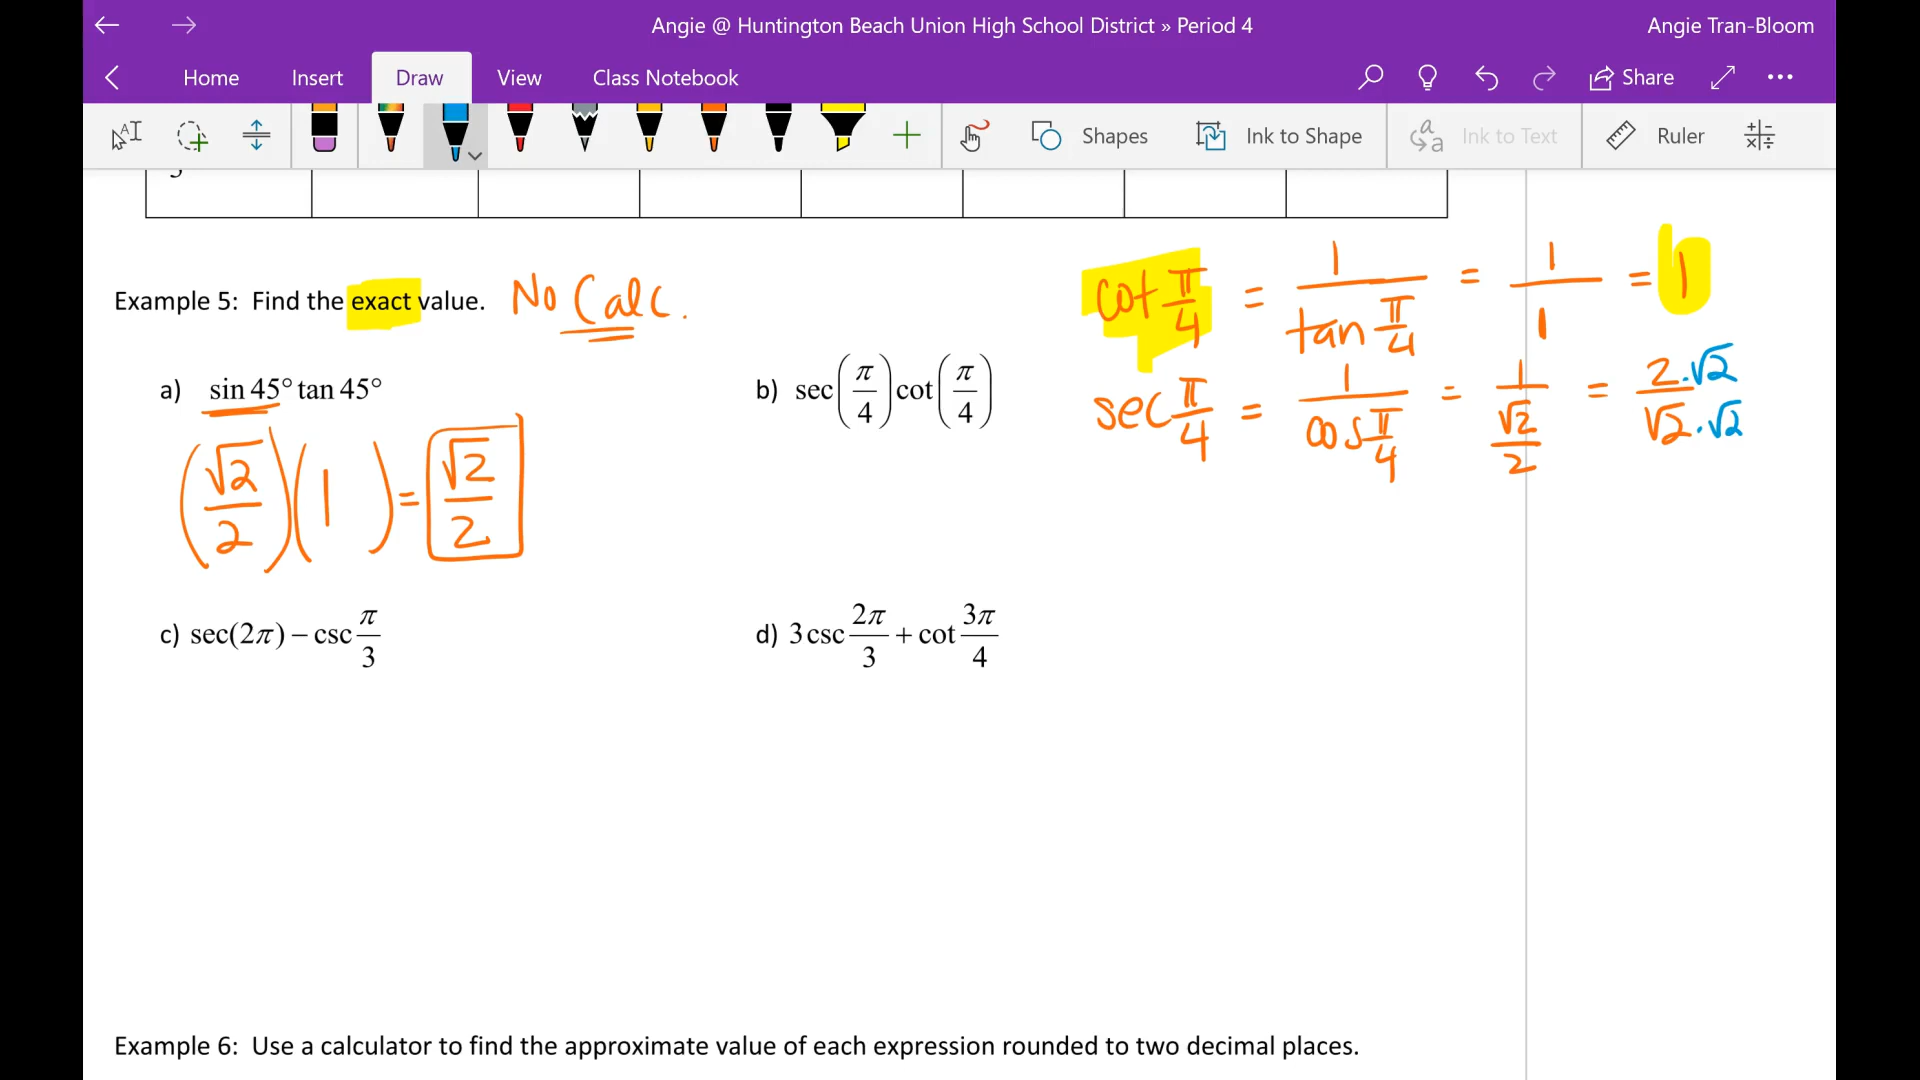 Angie @ Huntington Beach Union High School District » Period 4
Angie Tran-Bloom
Home Insert Draw View Class Notebook Share
Shapes Ink to Shape Ink to Text Ruler
Example 5: Find the exact value. No Calc.
cot π/4 = 1/(tan π/4) = 1/1 = 1
a) sin 45° tan 45°
(√2/2)(1) = √2/2
b) sec(π/4) cot(π/4)
sec π/4 = 1/(cos π/4) = 1/(√2/2) = 2·√2/√2·√2
c) sec(2π) − csc π/3
d) 3 csc 2π/3 + cot 3π/4
Example 6: Use a calculator to find the approximate value of each expression rounded to two decimal places.